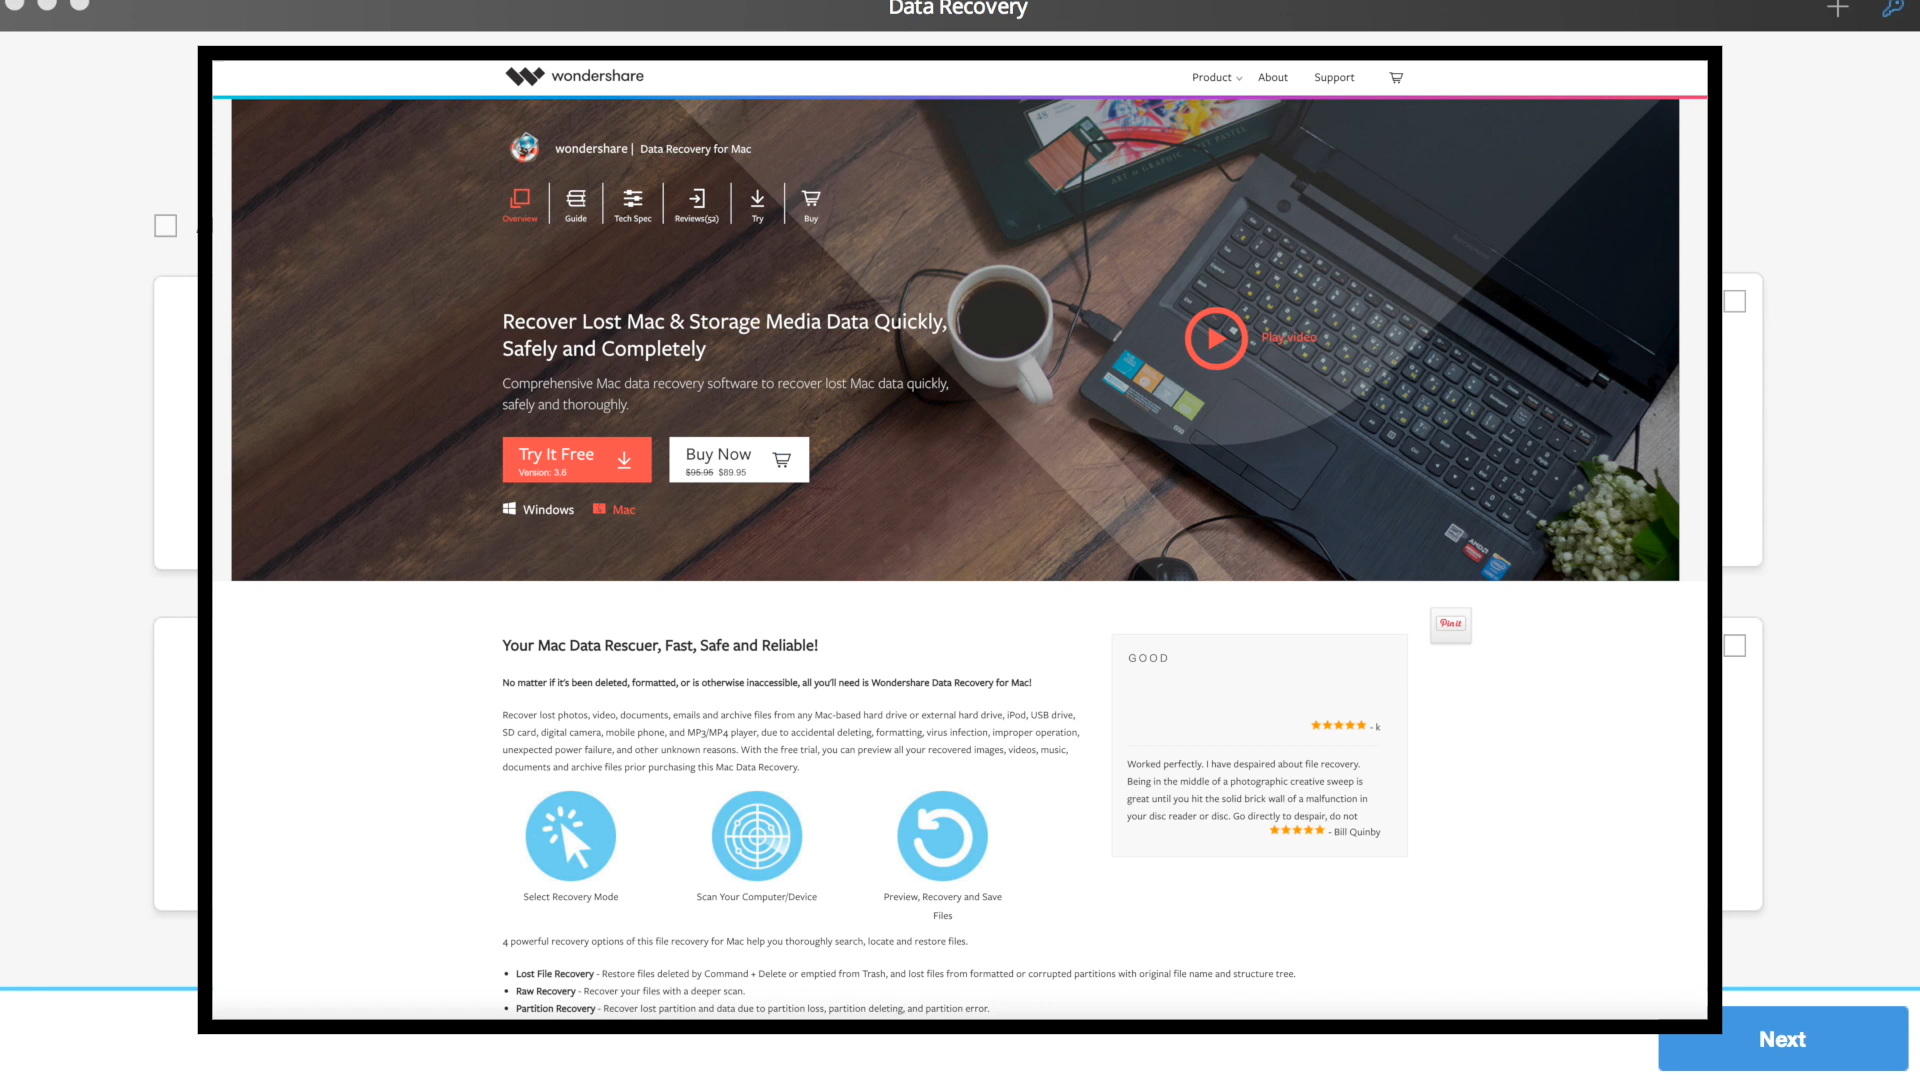 Data Recovery
wondershare
Product About Support
wondershare | Data Recovery for Mac
Overview Guide Tech Spec Reviews(52) Try Buy
Recover Lost Mac & Storage Media Data Quickly,
Safely and Completely
Play video
Comprehensive Mac data recovery software to recover lost Mac data quickly,
safely and thoroughly.
Try It Free
Version: 3.6
Buy Now
$95.95 $89.95
Windows Mac
Your Mac Data Rescuer, Fast, Safe and Reliable!
No matter if it's been deleted, formatted, or is otherwise inaccessible, all you'll need is Wondershare Data Recovery for Mac!
Recover lost photos, video, documents, emails and archive files from any Mac-based hard drive or external hard drive, iPod, USB drive,
SD card, digital camera, mobile phone, and MP3/MP4 player, due to accidental deleting, formatting, virus infection, improper operation,
unexpected power failure, and other unknown reasons. With the free trial, you can preview all your recovered images, videos, music,
documents and archive files prior purchasing this Mac Data Recovery.
Pin it
GOOD
- k
Worked perfectly. I have despaired about file recovery.
Being in the middle of a photographic creative sweep is
great until you hit the solid brick wall of a malfunction in
your disc reader or disc. Go directly to despair, do not
- Bill Quinby
Select Recovery Mode
Scan Your Computer/Device
Preview, Recovery and Save
Files
4 powerful recovery options of this file recovery for Mac help you thoroughly search, locate and restore files.
• Lost File Recovery - Restore files deleted by Command + Delete or emptied from Trash, and lost files from formatted or corrupted partitions with original file name and structure tree.
• Raw Recovery - Recover your files with a deeper scan.
• Partition Recovery - Recover lost partition and data due to partition loss, partition deleting, and partition error.
Next